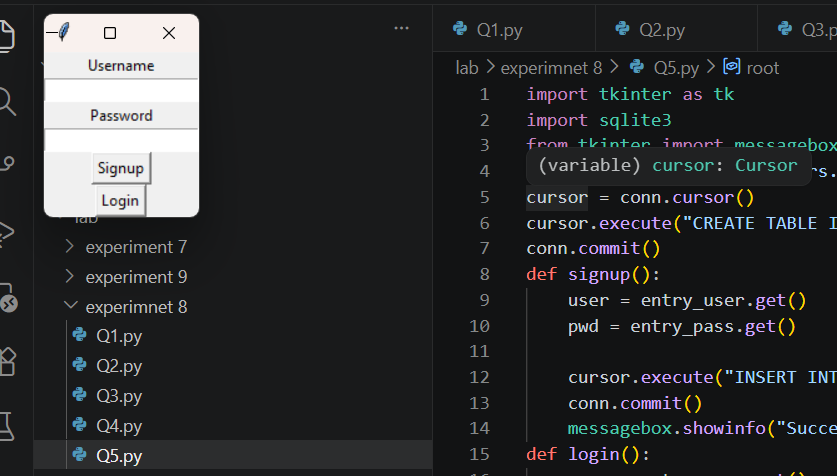 Username
Password
Signup
Login
lab
experiment 7
experiment 9
experimnet 8
Q1.py
Q2.py
Q3.py
Q4.py
Q5.py
Q1.py Q2.py Q3.p
lab > experimnet 8 > Q5.py > root
1 import tkinter as tk
2 import sqlite3
3 from tkinter import messagebox
(variable) cursor: Cursor
4 rs.
5 cursor = conn.cursor()
6 cursor.execute("CREATE TABLE I
7 conn.commit()
8 def signup():
9 user = entry_user.get()
10 pwd = entry_pass.get()
11
12 cursor.execute("INSERT INT
13 conn.commit()
14 messagebox.showinfo("Succe
15 def login():